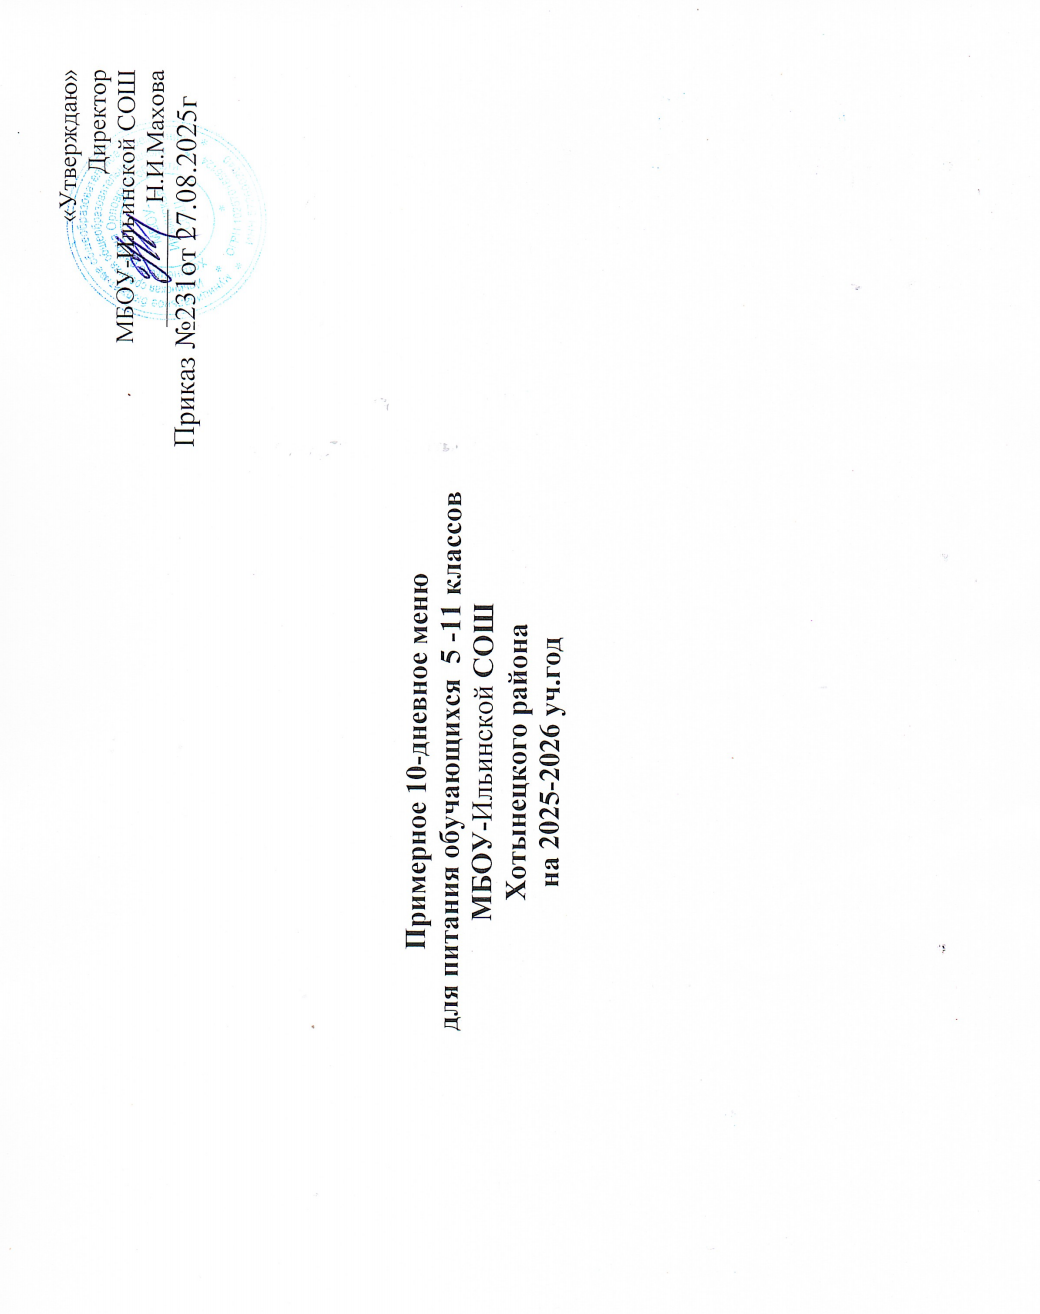 «Утверждаю»
Директор
МБОУ-Ильинской СОШ
Н.И.Махова
Приказ №231от 27.08.2025г
Примерное 10-дневное меню
для питания обучающихся 5 -11 классов
МБОУ-Ильинской СОШ
Хотынецкого района
на 2025-2026 уч.год